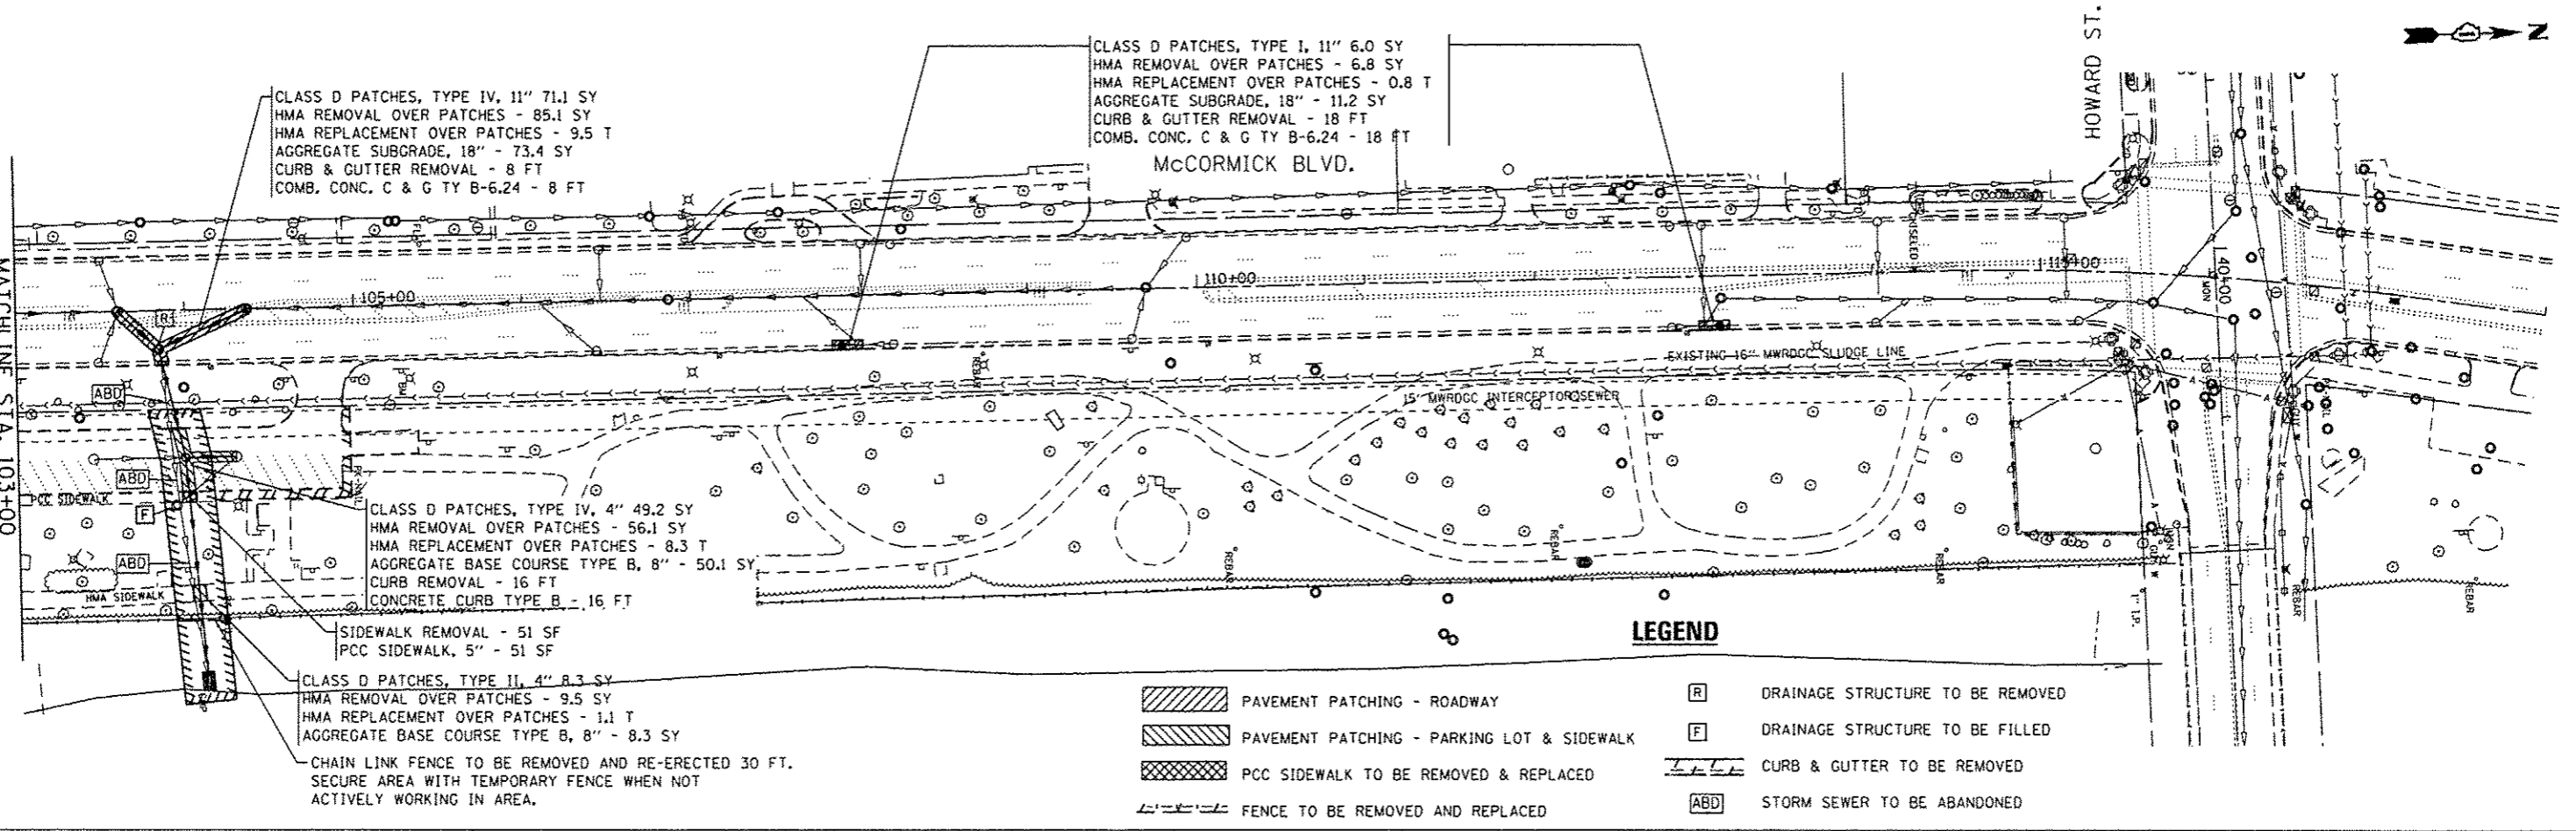 HOWARD ST.
N
CLASS D PATCHES, TYPE I, 11" 6.0 SY
HMA REMOVAL OVER PATCHES - 6.8 SY
HMA REPLACEMENT OVER PATCHES - 0.8 T
AGGREGATE SUBGRADE, 18" - 11.2 SY
CURB & GUTTER REMOVAL - 18 FT
COMB. CONC. C & G TY B-6.24 - 18 FT
McCORMICK BLVD.
CLASS D PATCHES, TYPE IV, 11" 71.1 SY
HMA REMOVAL OVER PATCHES - 85.1 SY
HMA REPLACEMENT OVER PATCHES - 9.5 T
AGGREGATE SUBGRADE, 18" - 73.4 SY
CURB & GUTTER REMOVAL - 8 FT
COMB. CONC. C & G TY B-6.24 - 8 FT
MATCHLINE STA. 103+00
105+00
110+00
115+00
140+00
MON
R
EXISTING 16" MWRDGC SLUDGE LINE
15' MWRDGC INTERCEPTOR SEWER
REBAR
ABD
ABD
PCC SIDEWALK
F
ABD
HMA SIDEWALK
CLASS D PATCHES, TYPE IV, 4" 49.2 SY
HMA REMOVAL OVER PATCHES - 56.1 SY
HMA REPLACEMENT OVER PATCHES - 8.3 T
AGGREGATE BASE COURSE TYPE B, 8" - 50.1 SY
CURB REMOVAL - 16 FT
CONCRETE CURB TYPE B - 16 FT
REBAR
REBAR
REBAR
REBAR
REBAR
1" I.P.
SIDEWALK REMOVAL - 51 SF
PCC SIDEWALK, 5" - 51 SF
CLASS D PATCHES, TYPE II, 4" 8.3 SY
HMA REMOVAL OVER PATCHES - 9.5 SY
HMA REPLACEMENT OVER PATCHES - 1.1 T
AGGREGATE BASE COURSE TYPE B, 8" - 8.3 SY
CHAIN LINK FENCE TO BE REMOVED AND RE-ERECTED 30 FT.
SECURE AREA WITH TEMPORARY FENCE WHEN NOT
ACTIVELY WORKING IN AREA.
LEGEND
PAVEMENT PATCHING - ROADWAY
PAVEMENT PATCHING - PARKING LOT & SIDEWALK
PCC SIDEWALK TO BE REMOVED & REPLACED
FENCE TO BE REMOVED AND REPLACED
R DRAINAGE STRUCTURE TO BE REMOVED
F DRAINAGE STRUCTURE TO BE FILLED
CURB & GUTTER TO BE REMOVED
ABD STORM SEWER TO BE ABANDONED